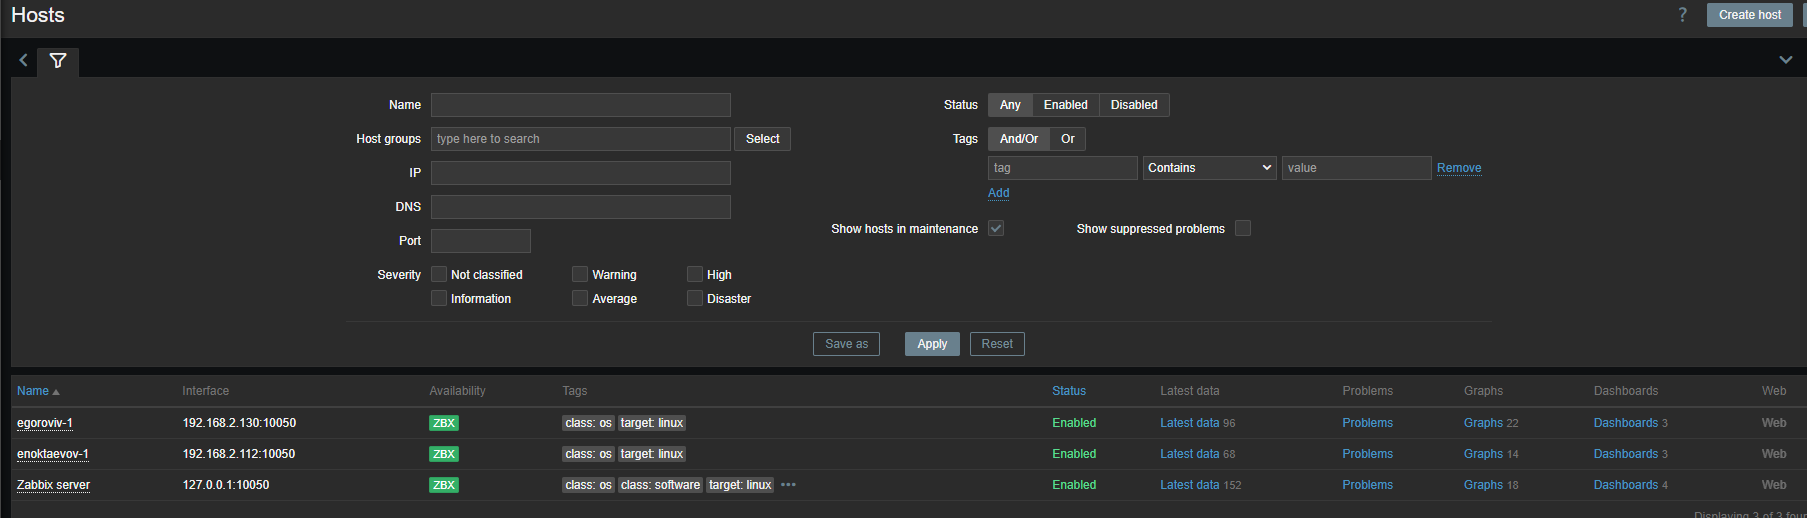 Hosts
? Create host
Name
Status Any Enabled Disabled
Host groups type here to search Select
Tags And/Or Or
IP
tag Contains value Remove
Add
DNS
Show hosts in maintenance Show suppressed problems
Port
Severity Not classified Warning High
Information Average Disaster
Save as Apply Reset
Name Interface Availability Tags Status Latest data Problems Graphs Dashboards Web
egoroviv-1 192.168.2.130:10050 ZBX class: os target: linux Enabled Latest data 96 Problems Graphs 22 Dashboards 3 Web
enoktaevov-1 192.168.2.112:10050 ZBX class: os target: linux Enabled Latest data 68 Problems Graphs 14 Dashboards 3 Web
Zabbix server 127.0.0.1:10050 ZBX class: os class: software target: linux ••• Enabled Latest data 152 Problems Graphs 18 Dashboards 4 Web
Displaying 3 of 3 four